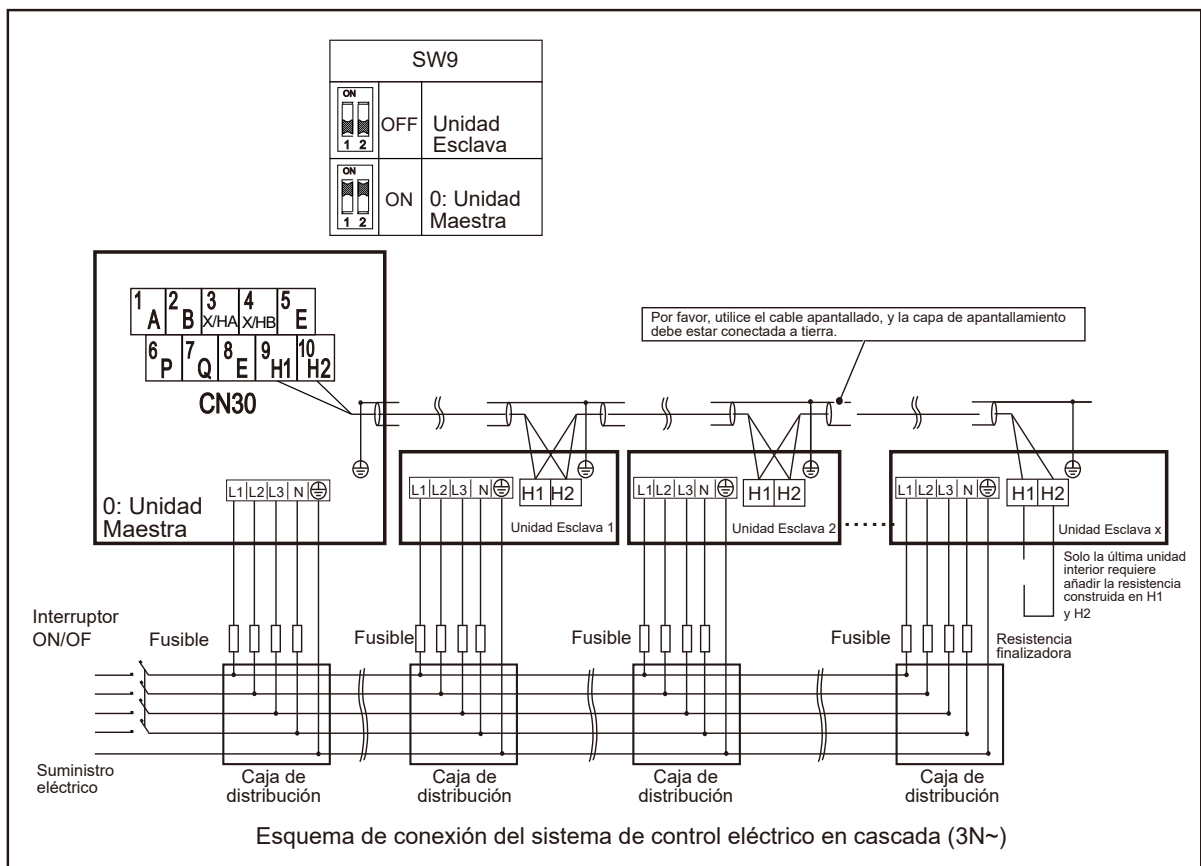 SW9
ON
1 2
OFF
Unidad
Esclava
ON
1 2
ON
0: Unidad
Maestra
1 A
2 B
3 X/HA
4 X/HB
5 E
6 P
7 Q
8 E
9 H1
10 H2
CN30
Por favor, utilice el cable apantallado, y la capa de apantallamiento
debe estar conectada a tierra.
L1 L2 L3 N
0: Unidad
Maestra
L1 L2 L3 N
H1 H2
Unidad Esclava 1
L1 L2 L3 N
H1 H2
Unidad Esclava 2
L1 L2 L3 N
H1 H2
Unidad Esclava x
Solo la última unidad
interior requiere
añadir la resistencia
construida en H1
y H2
Interruptor
ON/OF
Fusible
Fusible
Fusible
Fusible
Resistencia
finalizadora
Suministro
eléctrico
Caja de
distribución
Caja de
distribución
Caja de
distribución
Caja de
distribución
Esquema de conexión del sistema de control eléctrico en cascada (3N~)